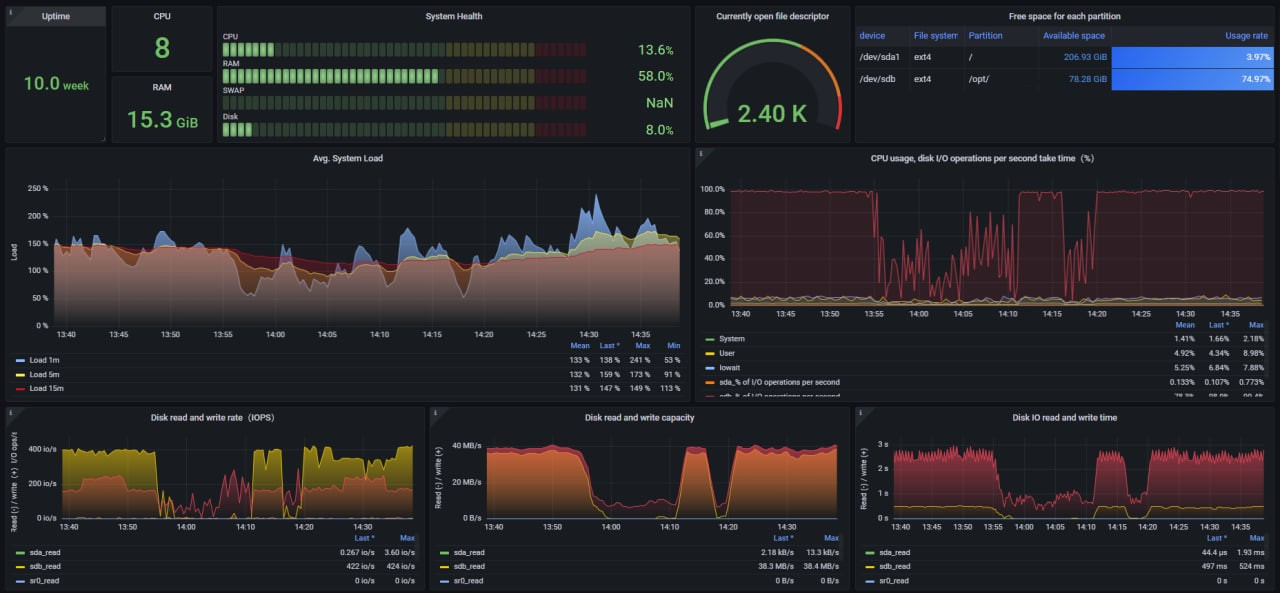 Uptime
10.0 week
CPU
8
RAM
15.3 GiB
System Health
CPU
13.6%
RAM
58.0%
SWAP
NaN
Disk
8.0%
Currently open file descriptor
2.40 K
Free space for each partition
device File system Partition Available space Usage rate
/dev/sda1 ext4 / 206.93 GiB 3.97%
/dev/sdb ext4 /opt/ 78.28 GiB 74.97%
Avg. System Load
Load
250 %
200 %
150 %
100 %
50 %
0 %
13:40 13:45 13:50 13:55 14:00 14:05 14:10 14:15 14:20 14:25 14:30 14:35
Mean Last * Max Min
Load 1m 133 % 138 % 241 % 53 %
Load 5m 132 % 159 % 173 % 91 %
Load 15m 131 % 147 % 149 % 113 %
CPU usage, disk I/O operations per second take time（%）
100.0%
80.0%
60.0%
40.0%
20.0%
0.0%
13:40 13:45 13:50 13:55 14:00 14:05 14:10 14:15 14:20 14:25 14:30 14:35
Mean Last * Max
System 1.41% 1.66% 2.18%
User 4.92% 4.34% 8.98%
Iowait 5.25% 6.84% 7.88%
sda_% of I/O operations per second 0.133% 0.107% 0.773%
Disk read and write rate（IOPS）
Read (-) / write（+）I/O ops/s
400 io/s
200 io/s
0 io/s
13:40 13:50 14:00 14:10 14:20 14:30
Last * Max
sda_read 0.267 io/s 3.60 io/s
sdb_read 422 io/s 424 io/s
sr0_read 0 io/s 0 io/s
Disk read and write capacity
Read (-) / write (+)
40 MB/s
20 MB/s
0 B/s
13:40 13:50 14:00 14:10 14:20 14:30
Last * Max
sda_read 2.18 kB/s 13.3 kB/s
sdb_read 38.3 MB/s 38.4 MB/s
sr0_read 0 B/s 0 B/s
Disk IO read and write time
Read (-) / write (+)
3 s
2 s
1 s
0 s
13:40 13:45 13:50 13:55 14:00 14:05 14:10 14:15 14:20 14:25 14:30 14:35
Last * Max
sda_read 44.4 µs 1.93 ms
sdb_read 497 ms 524 ms
sr0_read 0 s 0 s